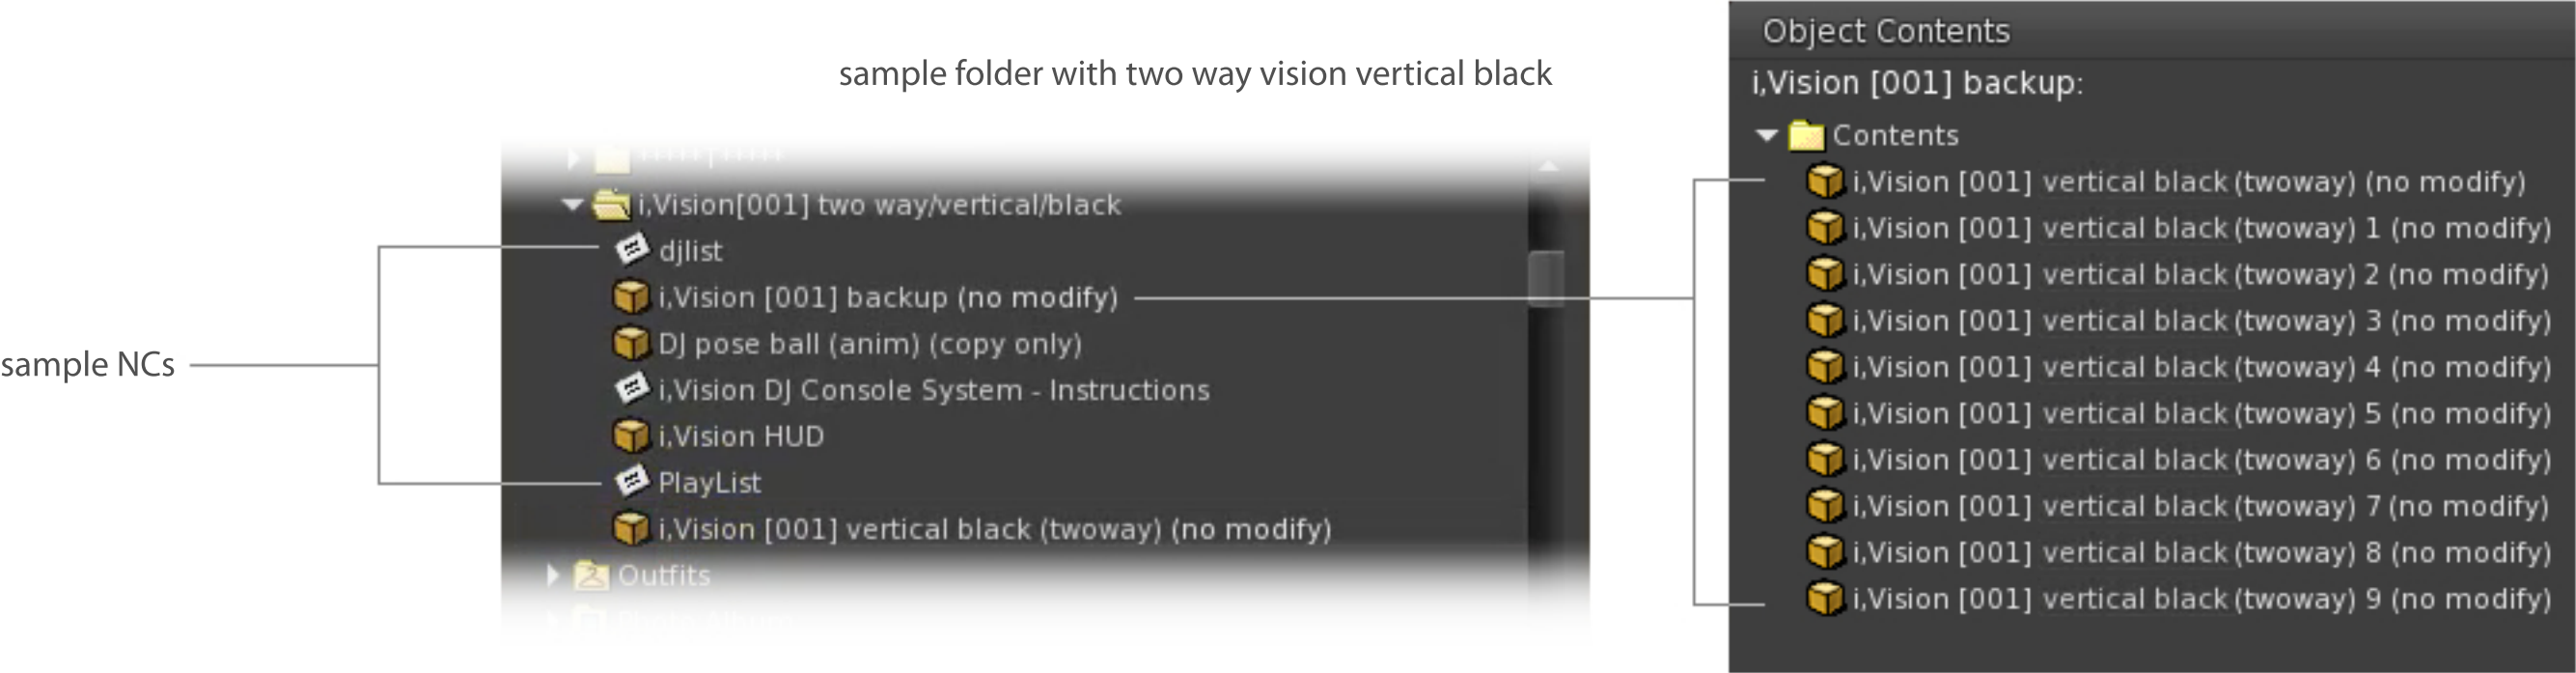 sample folder with two way vision vertical black
i,Vision[001] two way/vertical/black
djlist
i,Vision [001] backup (no modify)
DJ pose ball (anim) (copy only)
i,Vision DJ Console System - Instructions
i,Vision HUD
PlayList
i,Vision [001] vertical black (twoway) (no modify)
Outfits
sample NCs
Object Contents
i,Vision [001] backup:
Contents
i,Vision [001] vertical black (twoway) (no modify)
i,Vision [001] vertical black (twoway) 1 (no modify)
i,Vision [001] vertical black (twoway) 2 (no modify)
i,Vision [001] vertical black (twoway) 3 (no modify)
i,Vision [001] vertical black (twoway) 4 (no modify)
i,Vision [001] vertical black (twoway) 5 (no modify)
i,Vision [001] vertical black (twoway) 6 (no modify)
i,Vision [001] vertical black (twoway) 7 (no modify)
i,Vision [001] vertical black (twoway) 8 (no modify)
i,Vision [001] vertical black (twoway) 9 (no modify)